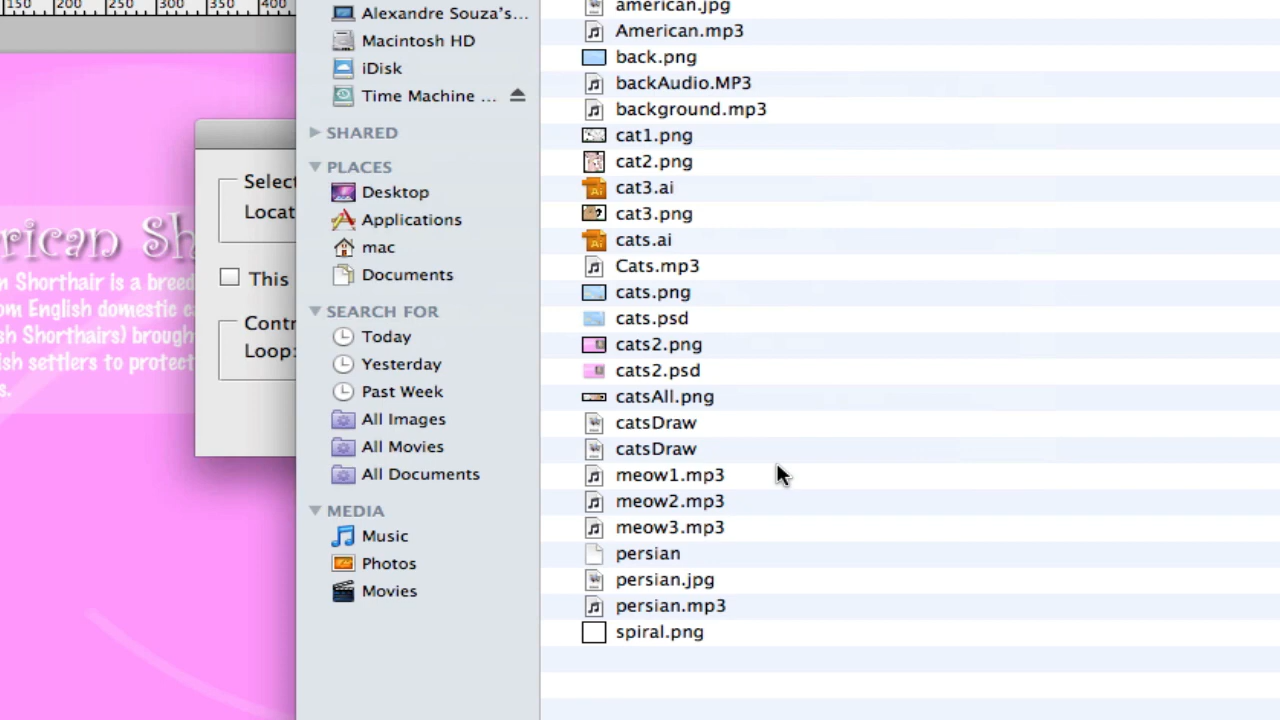 150 200 250 300 350 400
rican Sh
n Shorthair is a breed
om English domestic c
sh Shorthairs) brough
ish settlers to protect
s.
Select
Locat
This
Contr
Loop:
Alexandre Souza's...
Macintosh HD
iDisk
Time Machine ...
SHARED
PLACES
Desktop
Applications
mac
Documents
SEARCH FOR
Today
Yesterday
Past Week
All Images
All Movies
All Documents
MEDIA
Music
Photos
Movies
american.jpg
American.mp3
back.png
backAudio.MP3
background.mp3
cat1.png
cat2.png
cat3.ai
cat3.png
cats.ai
Cats.mp3
cats.png
cats.psd
cats2.png
cats2.psd
catsAll.png
catsDraw
catsDraw
meow1.mp3
meow2.mp3
meow3.mp3
persian
persian.jpg
persian.mp3
spiral.png